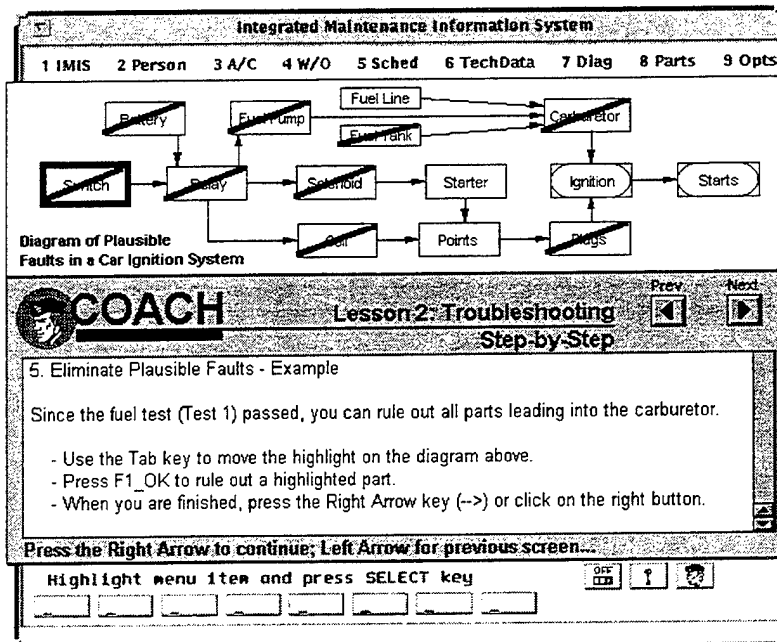 Integrated Maintenance Information System
1 IMIS 2 Person 3 A/C 4 W/O 5 Sched 6 TechData 7 Diag 8 Parts 9 Opts
Fuel Line
Battery Fuel Pump Carburetor
Fuel Tank
Switch Relay Solenoid Starter Ignition Starts
Diagram of Plausible
Faults in a Car Ignition System
Coil Points Plugs
COACH
Lesson 2: Troubleshooting
Step-by-Step
Prev Next
5. Eliminate Plausible Faults - Example
Since the fuel test (Test 1) passed, you can rule out all parts leading into the carburetor.
- Use the Tab key to move the highlight on the diagram above.
- Press F1_OK to rule out a highlighted part.
- When you are finished, press the Right Arrow key (-->) or click on the right button.
Press the Right Arrow to continue; Left Arrow for previous screen...
Highlight menu item and press SELECT key
OFF